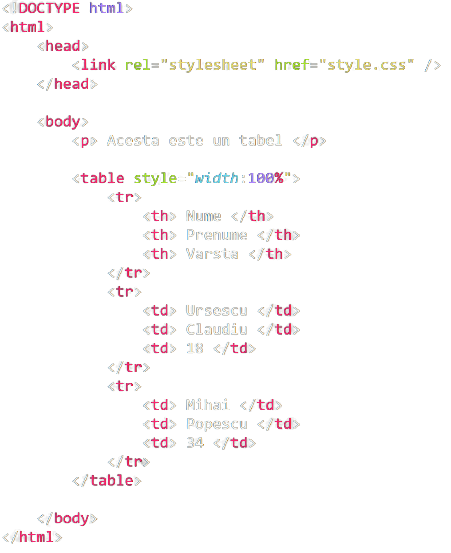 <!DOCTYPE html>
<html>
    <head>
        <link rel="stylesheet" href="style.css" />
    </head>

    <body>
        <p> Acesta este un tabel </p>

        <table style="width:100%">
            <tr>
                <th> Nume </th>
                <th> Prenume </th>
                <th> Varsta </th>
            </tr>
            <tr>
                <td> Ursescu </td>
                <td> Claudiu </td>
                <td> 18 </td>
            </tr>
            <tr>
                <td> Mihai </td>
                <td> Popescu </td>
                <td> 34 </td>
            </tr>
        </table>

    </body>
</html>